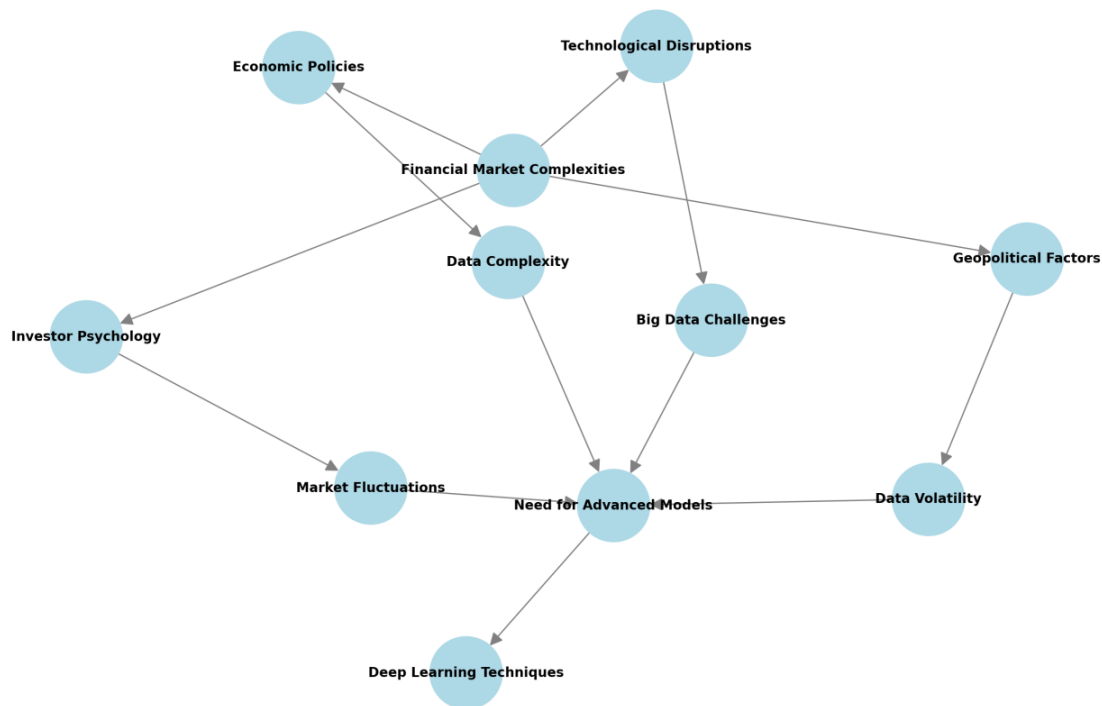 Technological Disruptions
Economic Policies
Financial Market Complexities
Geopolitical Factors
Data Complexity
Big Data Challenges
Investor Psychology
Market Fluctuations
Data Volatility
Need for Advanced Models
Deep Learning Techniques